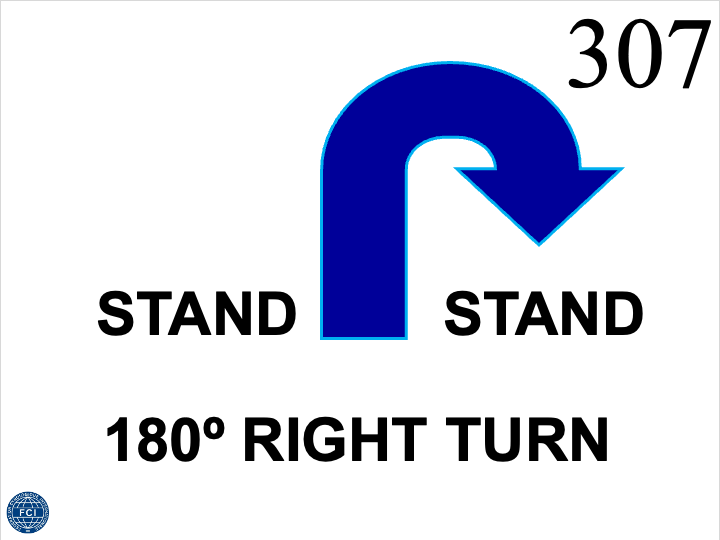 307
STAND STAND
180º RIGHT TURN
FCI